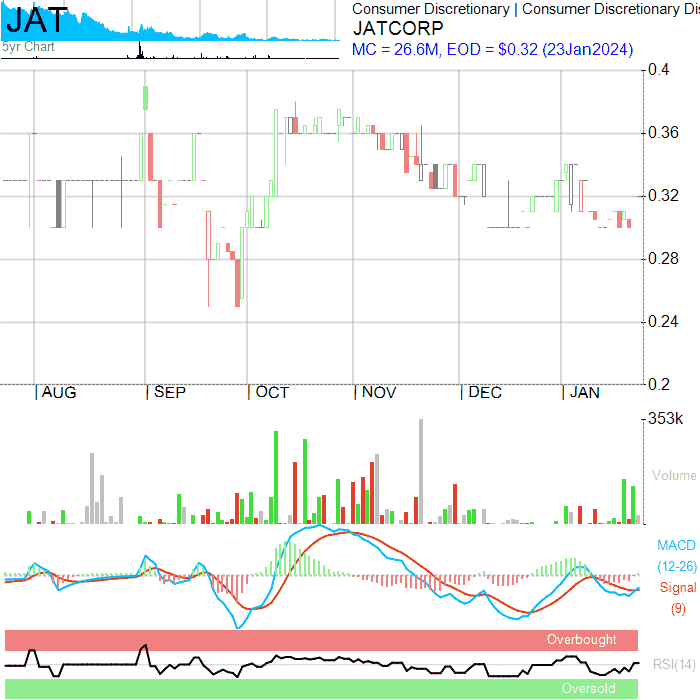 JAT
5yr Chart
Consumer Discretionary | Consumer Discretionary Dis
JATCORP
MC = 26.6M, EOD = $0.32 (23Jan2024)
0.4
0.36
0.32
0.28
0.24
0.2
| AUG | SEP | OCT | NOV | DEC | JAN
353k
Volume
MACD
(12-26)
Signal
(9)
Overbought
RSI(14)
Oversold